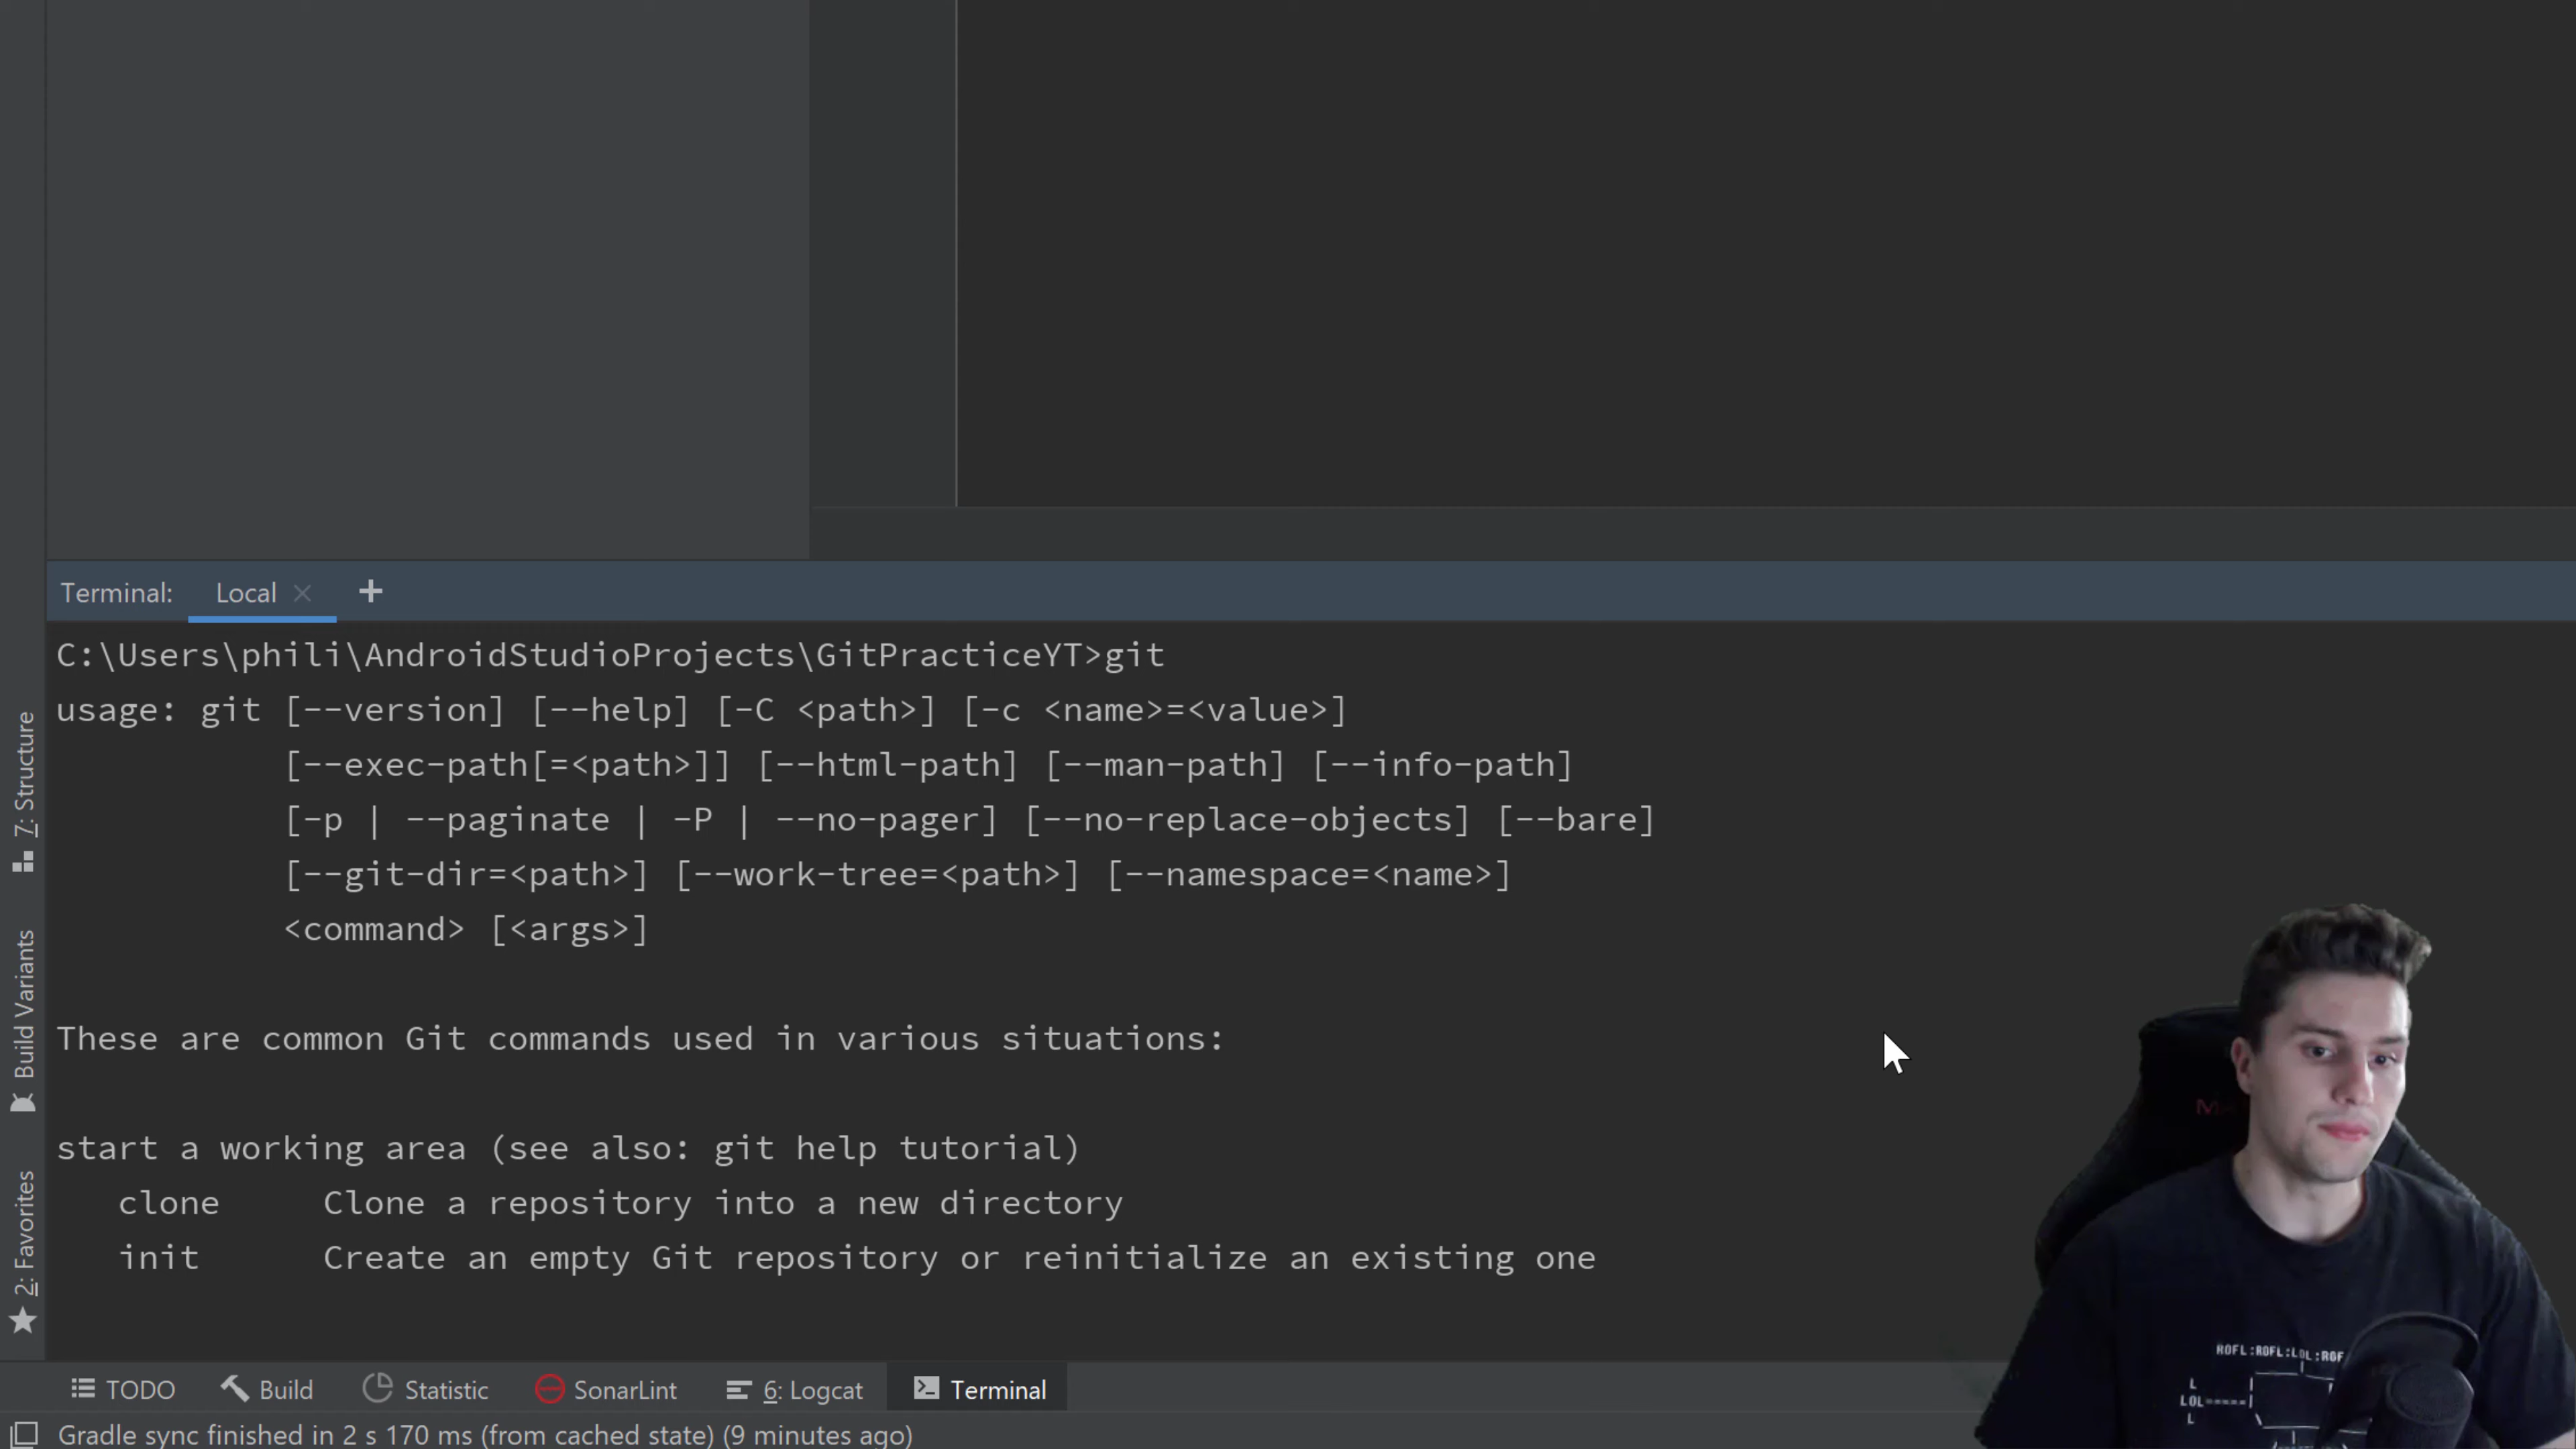 Terminal: Local +
C:\Users\phili\AndroidStudioProjects\GitPracticeYT>git
usage: git [--version] [--help] [-C <path>] [-c <name>=<value>]
[--exec-path[=<path>]] [--html-path] [--man-path] [--info-path]
[-p | --paginate | -P | --no-pager] [--no-replace-objects] [--bare]
[--git-dir=<path>] [--work-tree=<path>] [--namespace=<name>]
<command> [<args>]
These are common Git commands used in various situations:
start a working area (see also: git help tutorial)
clone Clone a repository into a new directory
init Create an empty Git repository or reinitialize an existing one
7: Structure
Build Variants
2: Favorites
TODO Build Statistic SonarLint 6: Logcat Terminal
Gradle sync finished in 2 s 170 ms (from cached state) (9 minutes ago)
ROFL:ROFL:LOL:ROF
L
LOL
L